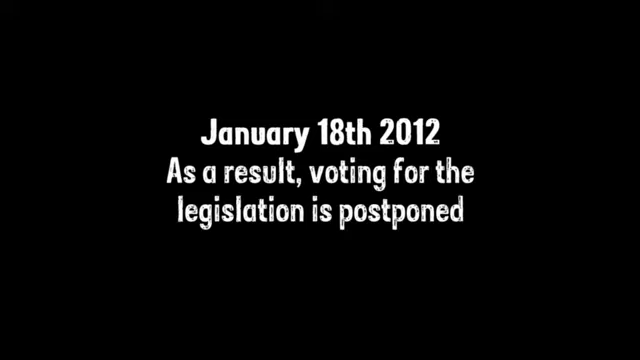 January 18th 2012
As a result, voting for the
legislation is postponed